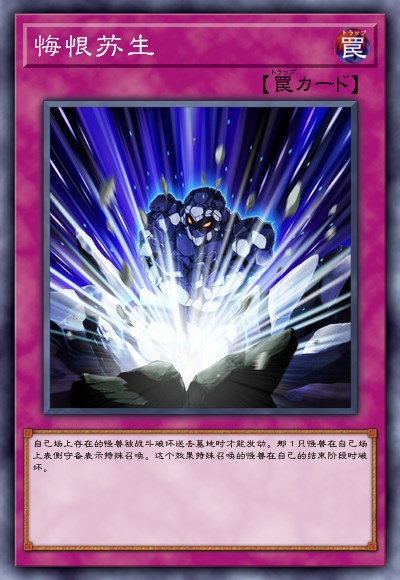 悔恨苏生
トラップ
罠
トラップ
【罠カード】
自己场上存在的怪兽被战斗破坏送去墓地时才能发动。那１只怪兽在自己场
上表侧守备表示特殊召唤。这个效果特殊召唤的怪兽在自己的结束阶段时破
坏。